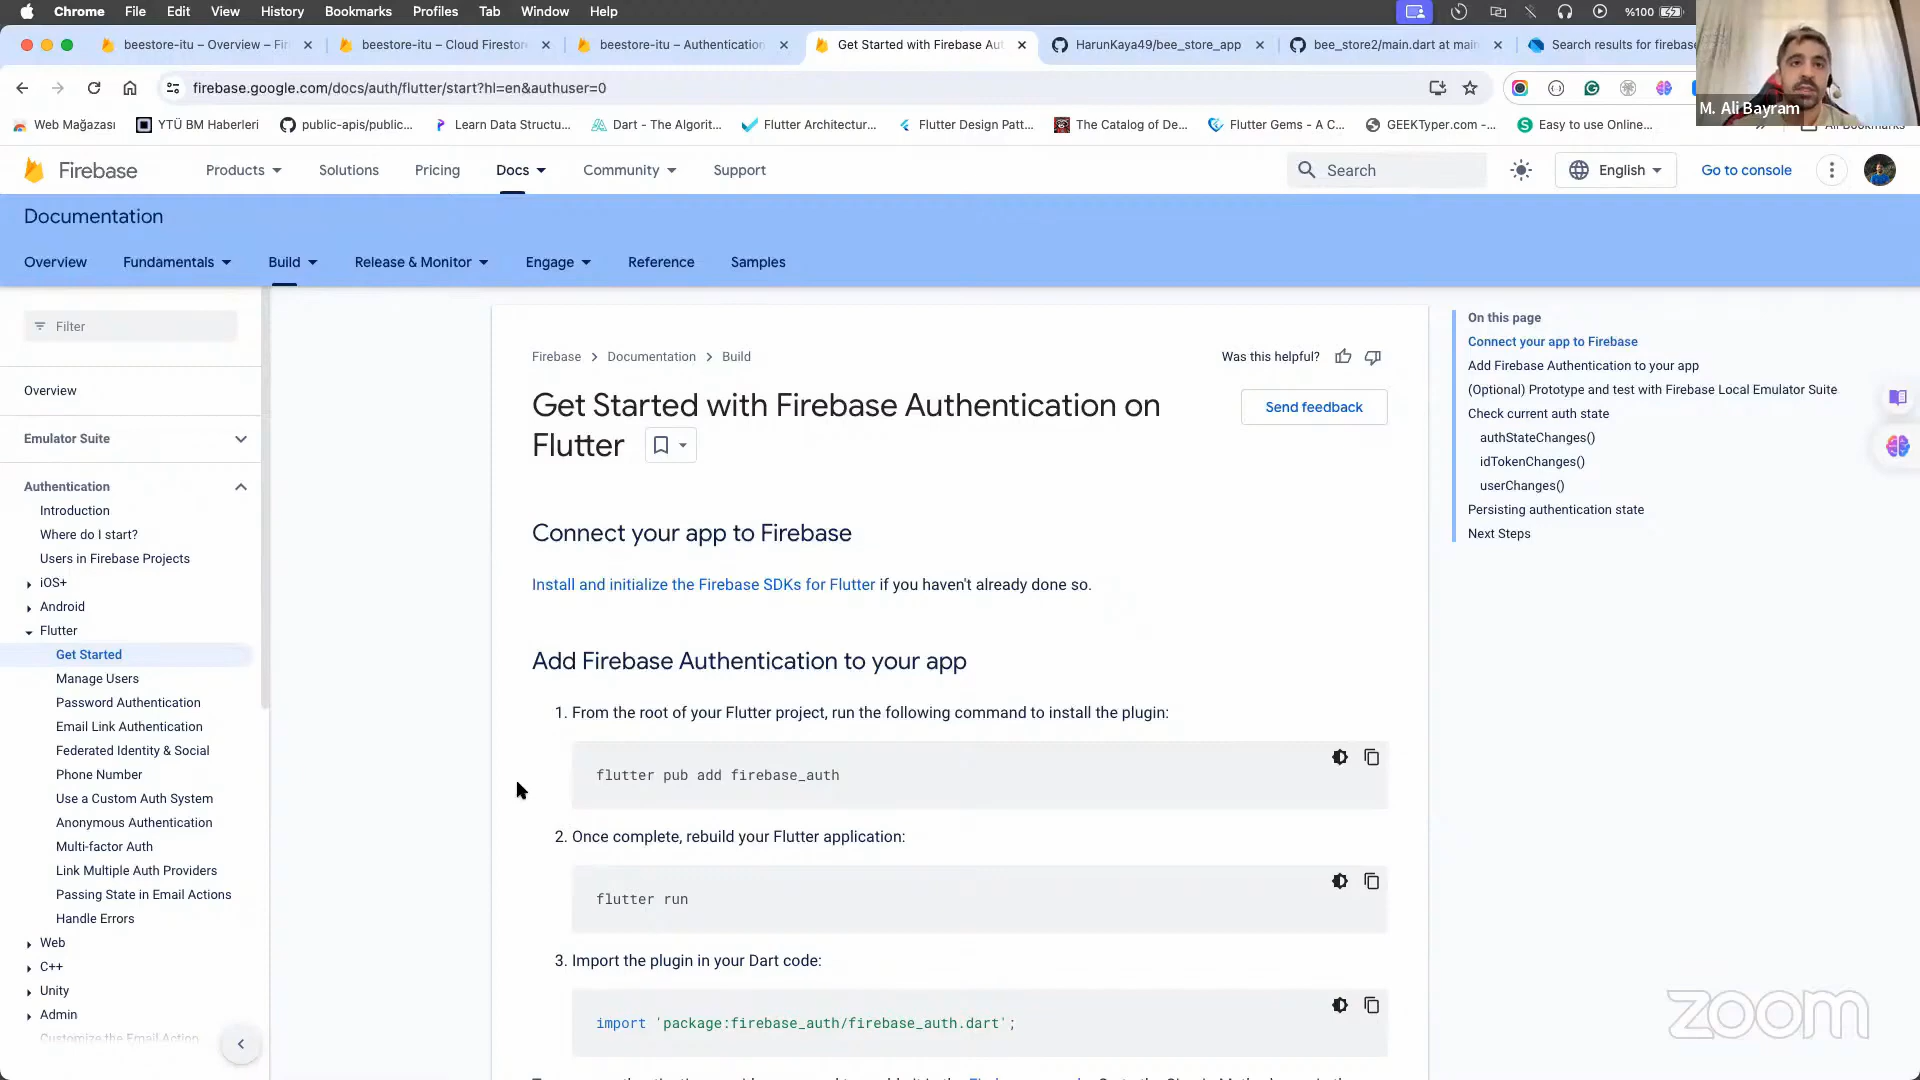 Chrome File Edit View History Bookmarks Profiles Tab Window Help %100
beestore-itu – Overview – Fir
beestore-itu – Cloud Firestore
beestore-itu – Authentication
Get Started with Firebase Aut
HarunKaya49/bee_store_app
bee_store2/main.dart at main
Search results for firebase
firebase.google.com/docs/auth/flutter/start?hl=en&authuser=0
M. Ali Bayram
Web Mağazası
YTÜ BM Haberleri
public-apis/public...
Learn Data Structu...
Dart - The Algorit...
Flutter Architectur...
Flutter Design Patt...
The Catalog of De...
Flutter Gems - A C...
GEEKTyper.com -...
Easy to use Online...
All Bookmarks
Firebase
Products Solutions Pricing Docs Community Support
Search
English
Go to console
Documentation
Overview Fundamentals Build Release & Monitor Engage Reference Samples
Filter
Overview
Emulator Suite
Authentication
Introduction
Where do I start?
Users in Firebase Projects
iOS+
Android
Flutter
Get Started
Manage Users
Password Authentication
Email Link Authentication
Federated Identity & Social
Phone Number
Use a Custom Auth System
Anonymous Authentication
Multi-factor Auth
Link Multiple Auth Providers
Passing State in Email Actions
Handle Errors
Web
C++
Unity
Admin
Customize the Email Action
Firebase > Documentation > Build
Was this helpful?
Get Started with Firebase Authentication on
Flutter
Send feedback
Connect your app to Firebase
Install and initialize the Firebase SDKs for Flutter if you haven't already done so.
Add Firebase Authentication to your app
1. From the root of your Flutter project, run the following command to install the plugin:
flutter pub add firebase_auth
2. Once complete, rebuild your Flutter application:
flutter run
3. Import the plugin in your Dart code:
import 'package:firebase_auth/firebase_auth.dart';
On this page
Connect your app to Firebase
Add Firebase Authentication to your app
(Optional) Prototype and test with Firebase Local Emulator Suite
Check current auth state
authStateChanges()
idTokenChanges()
userChanges()
Persisting authentication state
Next Steps
zoom